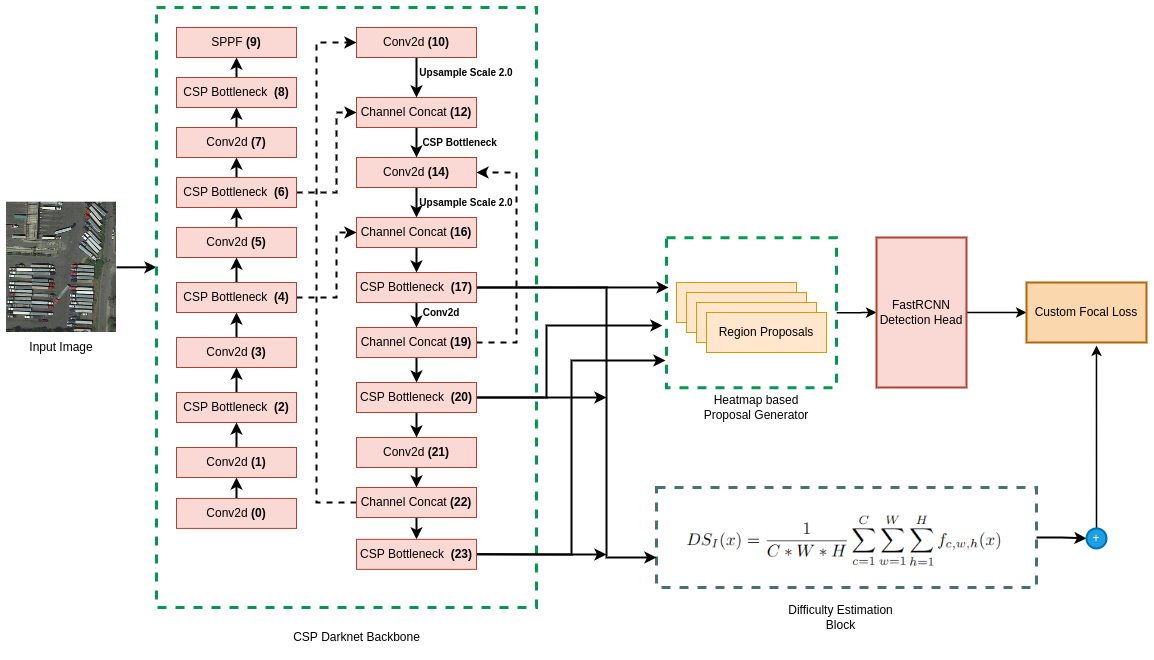 Input Image
SPPF (9)
CSP Bottleneck (8)
Conv2d (7)
CSP Bottleneck (6)
Conv2d (5)
CSP Bottleneck (4)
Conv2d (3)
CSP Bottleneck (2)
Conv2d (1)
Conv2d (0)
Conv2d (10)
Upsample Scale 2.0
Channel Concat (12)
CSP Bottleneck
Conv2d (14)
Upsample Scale 2.0
Channel Concat (16)
CSP Bottleneck (17)
Conv2d
Channel Concat (19)
CSP Bottleneck (20)
Conv2d (21)
Channel Concat (22)
CSP Bottleneck (23)
CSP Darknet Backbone
Region Proposals
Heatmap based
Proposal Generator
FastRCNN
Detection Head
Custom Focal Loss
DS_I(x) = \frac{1}{C * W * H} \sum_{c=1}^{C} \sum_{w=1}^{W} \sum_{h=1}^{H} f_{c,w,h}(x)
+
Difficulty Estimation
Block